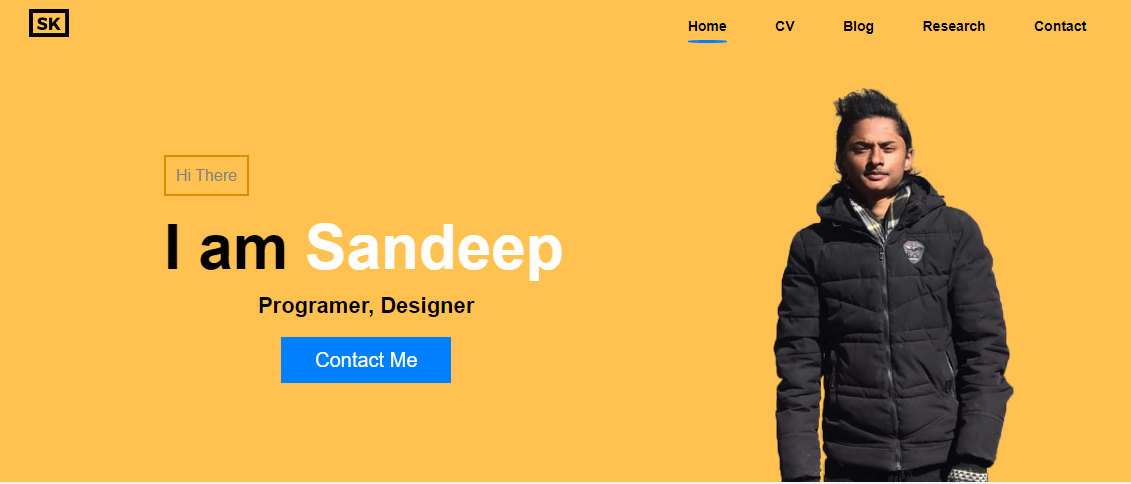 SK
Home CV Blog Research Contact
Hi There
I am Sandeep
Programer, Designer
Contact Me